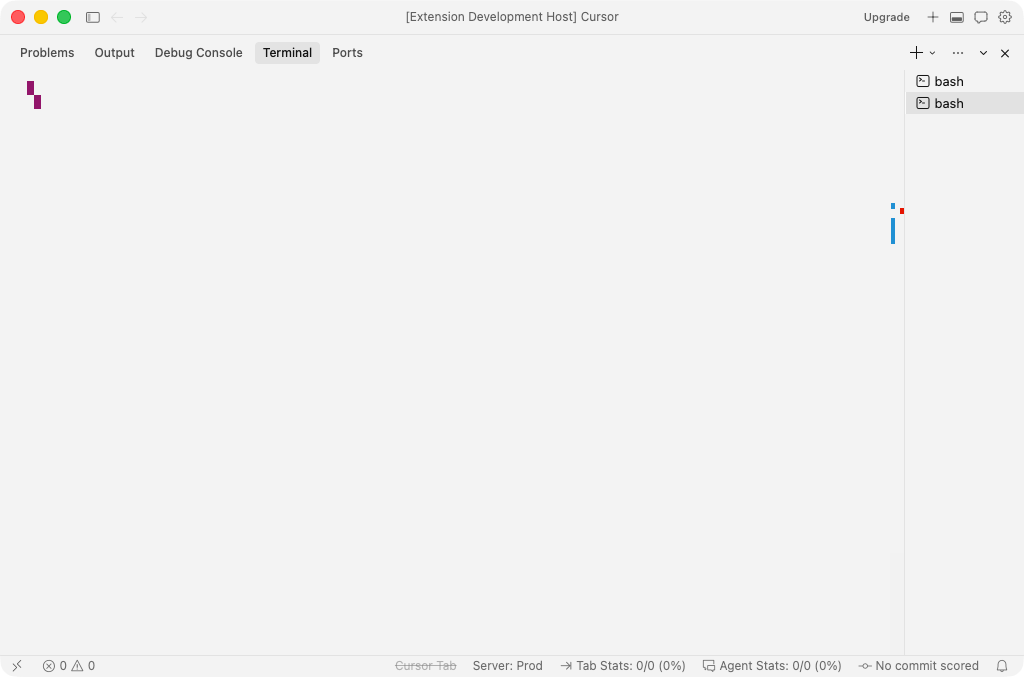 [Extension Development Host] Cursor
Upgrade
Problems Output Debug Console Terminal Ports
bash
bash
0 0 Cursor Tab Server: Prod Tab Stats: 0/0 (0%) Agent Stats: 0/0 (0%) No commit scored